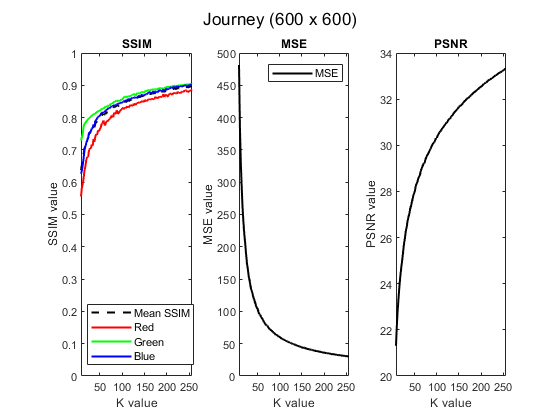 Journey (600 x 600)
SSIM
SSIM value
1
0.9
0.8
0.7
0.6
0.5
0.4
0.3
0.2
0.1
0
50 100 150 200 250
K value
Mean SSIM
Red
Green
Blue
MSE
MSE value
500
450
400
350
300
250
200
150
100
50
0
50 100 150 200 250
K value
MSE
PSNR
PSNR value
34
32
30
28
26
24
22
20
50 100 150 200 250
K value